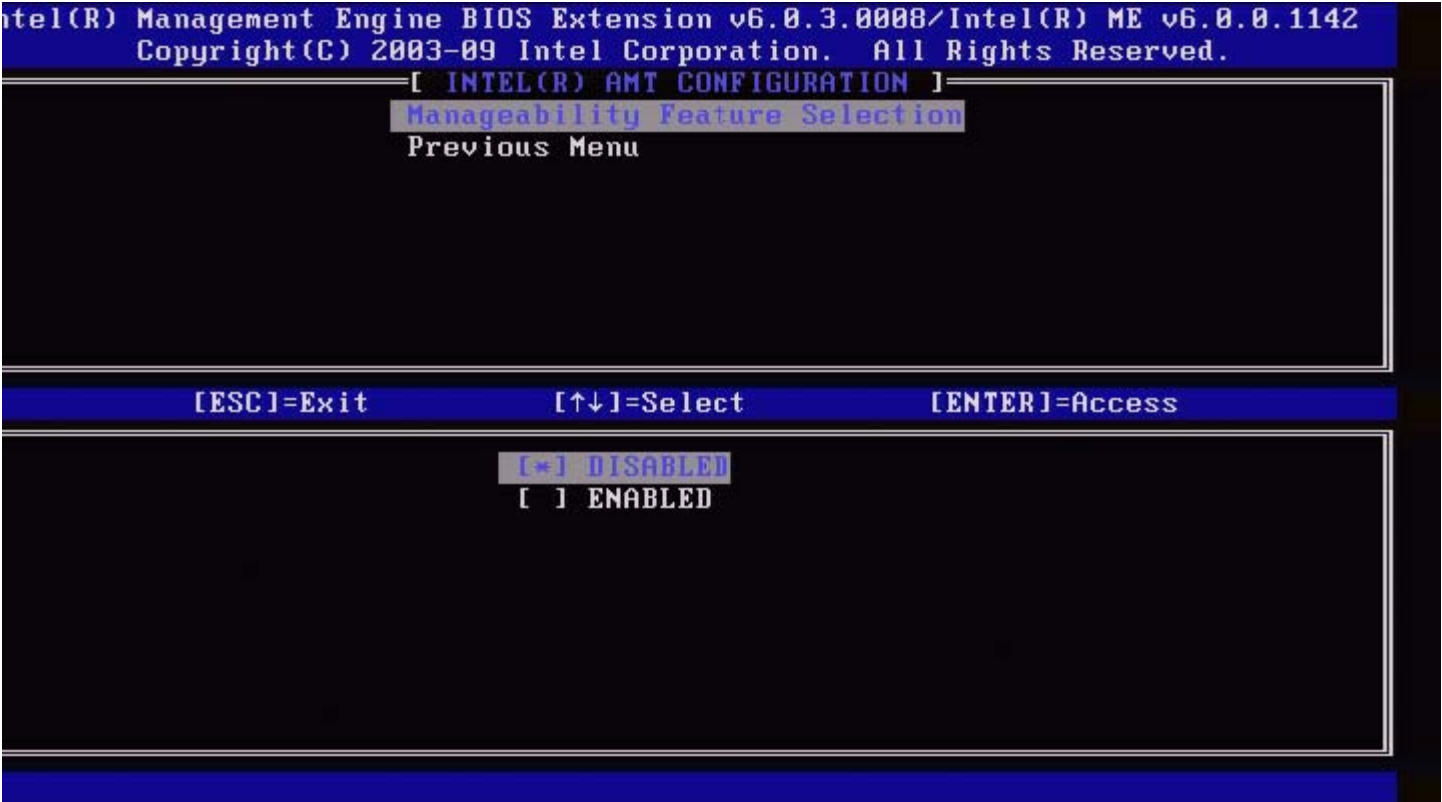 ntel(R) Management Engine BIOS Extension v6.0.3.0008/Intel(R) ME v6.0.0.1142
Copyright(C) 2003-09 Intel Corporation. All Rights Reserved.
[ INTEL(R) AMT CONFIGURATION ]
Manageability Feature Selection
Previous Menu
[ESC]=Exit [↑↓]=Select [ENTER]=Access
[*] DISABLED
[ ] ENABLED